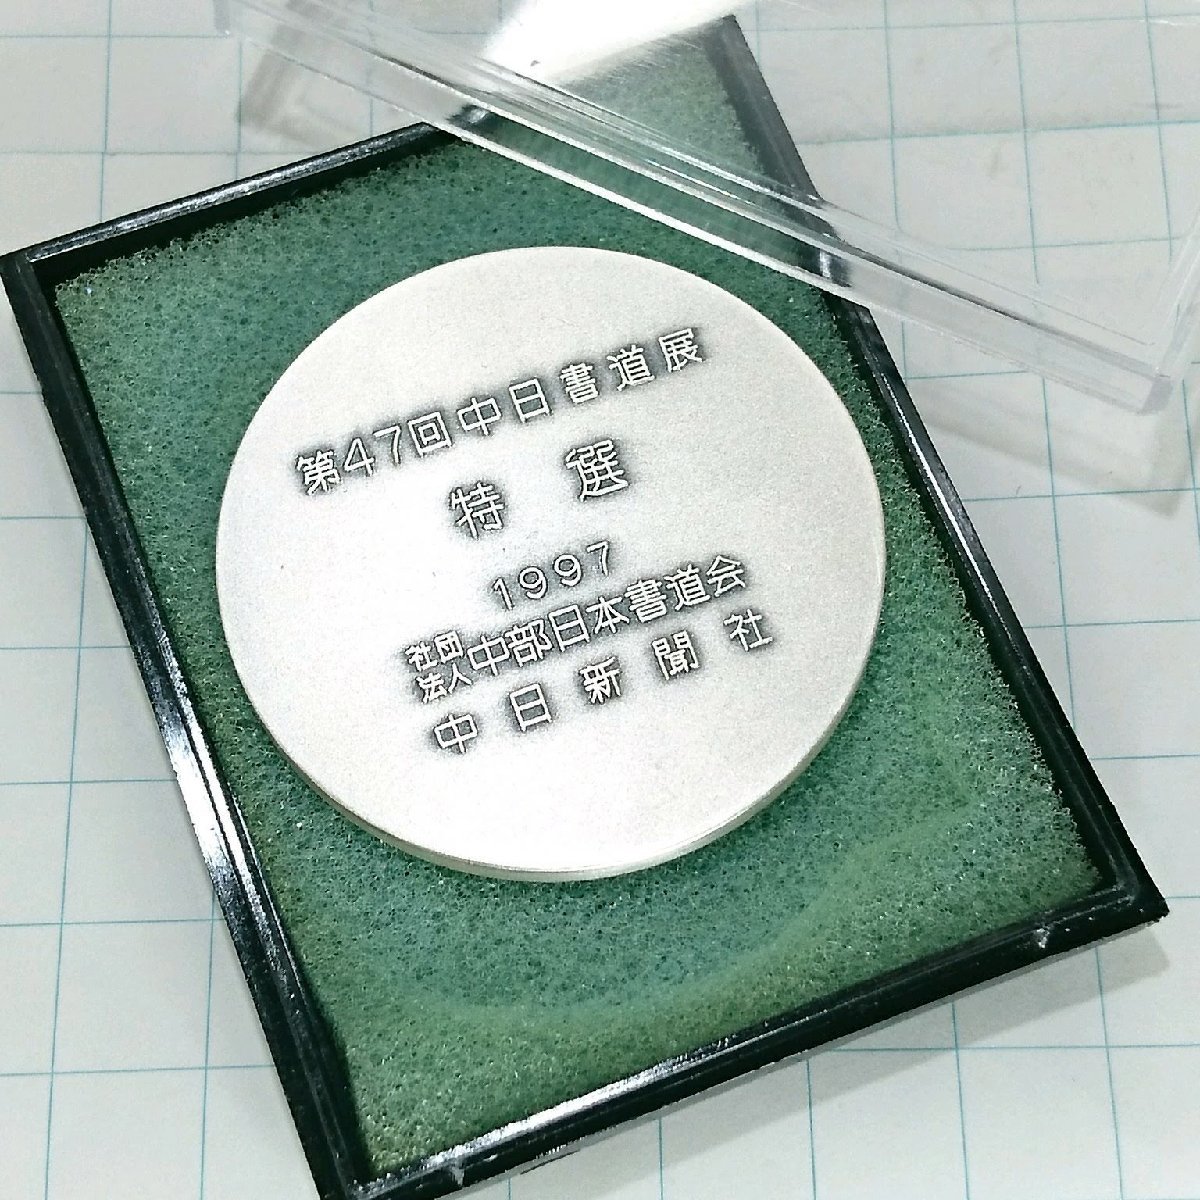 第47回中日書道展
特選
1997
社団法人中部日本書道会
中日新聞社